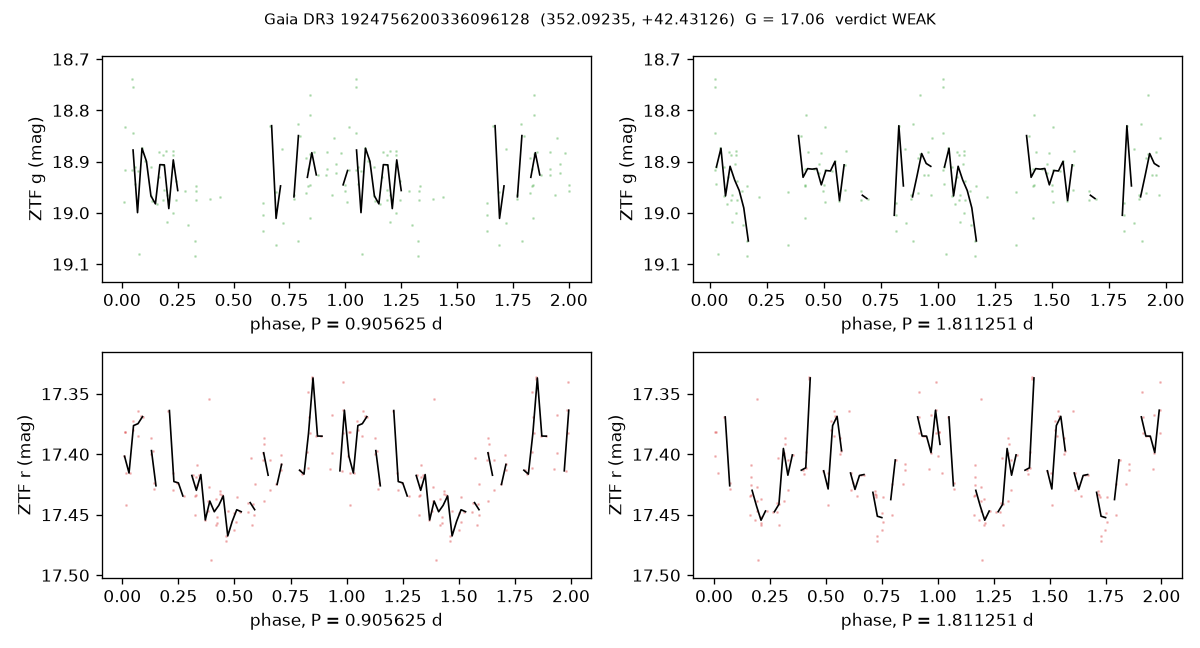 Gaia DR3 1924756200336096128  (352.09235, +42.43126)  G = 17.06  verdict WEAK
ZTF g (mag)
18.7
18.8
18.9
19.0
19.1
0.00 0.25 0.50 0.75 1.00 1.25 1.50 1.75 2.00
phase, P = 0.905625 d
ZTF g (mag)
18.7
18.8
18.9
19.0
19.1
0.00 0.25 0.50 0.75 1.00 1.25 1.50 1.75 2.00
phase, P = 1.811251 d
ZTF r (mag)
17.35
17.40
17.45
17.50
0.00 0.25 0.50 0.75 1.00 1.25 1.50 1.75 2.00
phase, P = 0.905625 d
ZTF r (mag)
17.35
17.40
17.45
17.50
0.00 0.25 0.50 0.75 1.00 1.25 1.50 1.75 2.00
phase, P = 1.811251 d